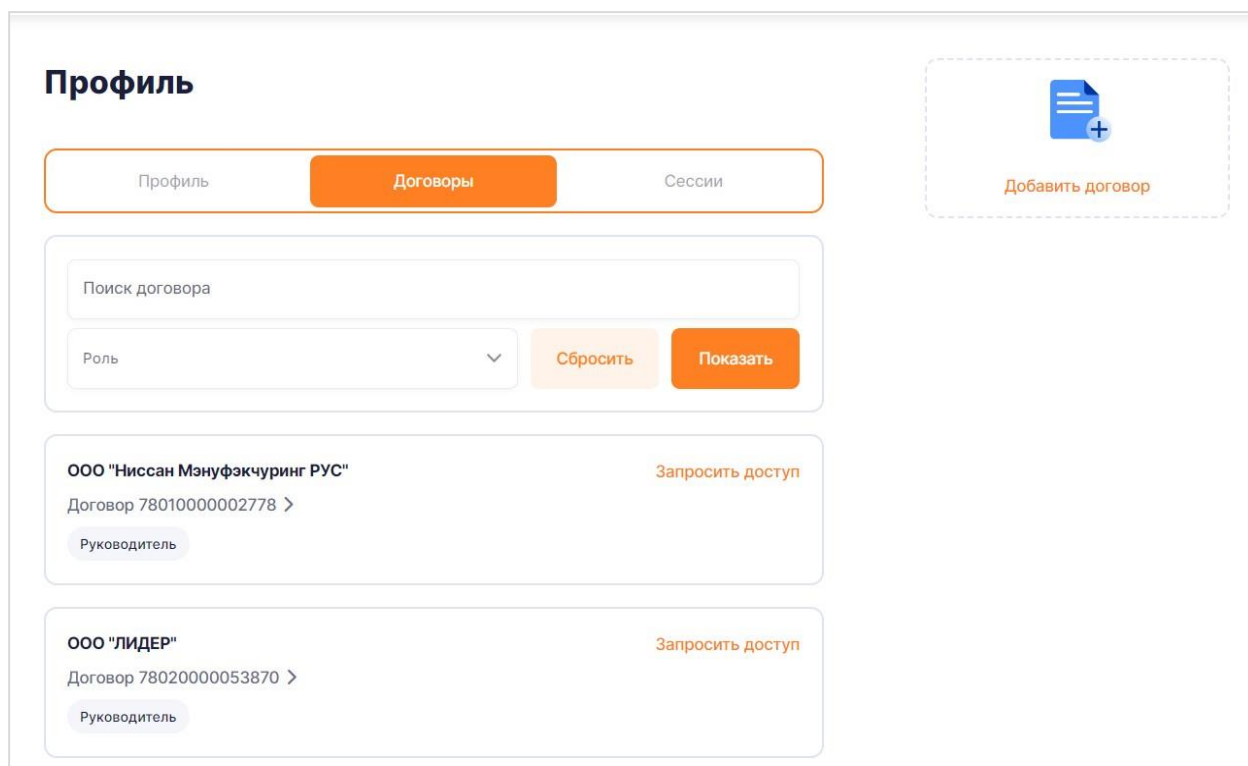 Профиль
Добавить договор
Профиль Договоры Сессии
Поиск договора
Роль Сбросить Показать
ООО "Ниссан Мэнуфэкчуринг РУС" Запросить доступ
Договор 78010000002778
Руководитель
ООО "ЛИДЕР" Запросить доступ
Договор 78020000053870
Руководитель